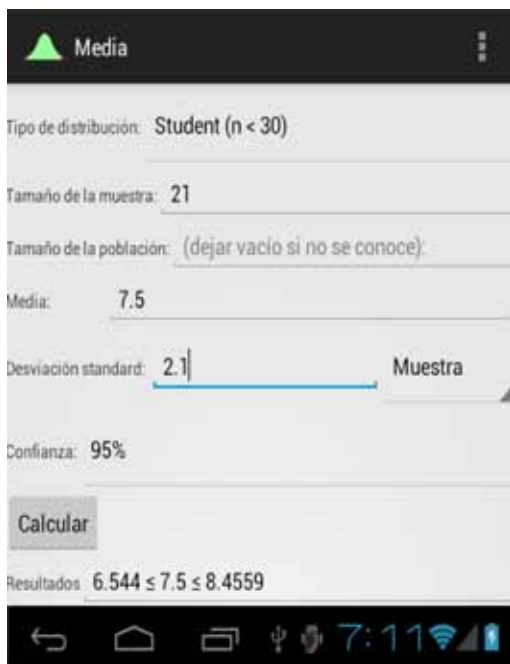 Media
Tipo de distribución: Student (n < 30)
Tamaño de la muestra: 21
Tamaño de la población: (dejar vacío si no se conoce):
Media: 7.5
Desviación standard: 2.1 Muestra
Confianza: 95%
Calcular
Resultados 6.544 ≤ 7.5 ≤ 8.4559
7:11